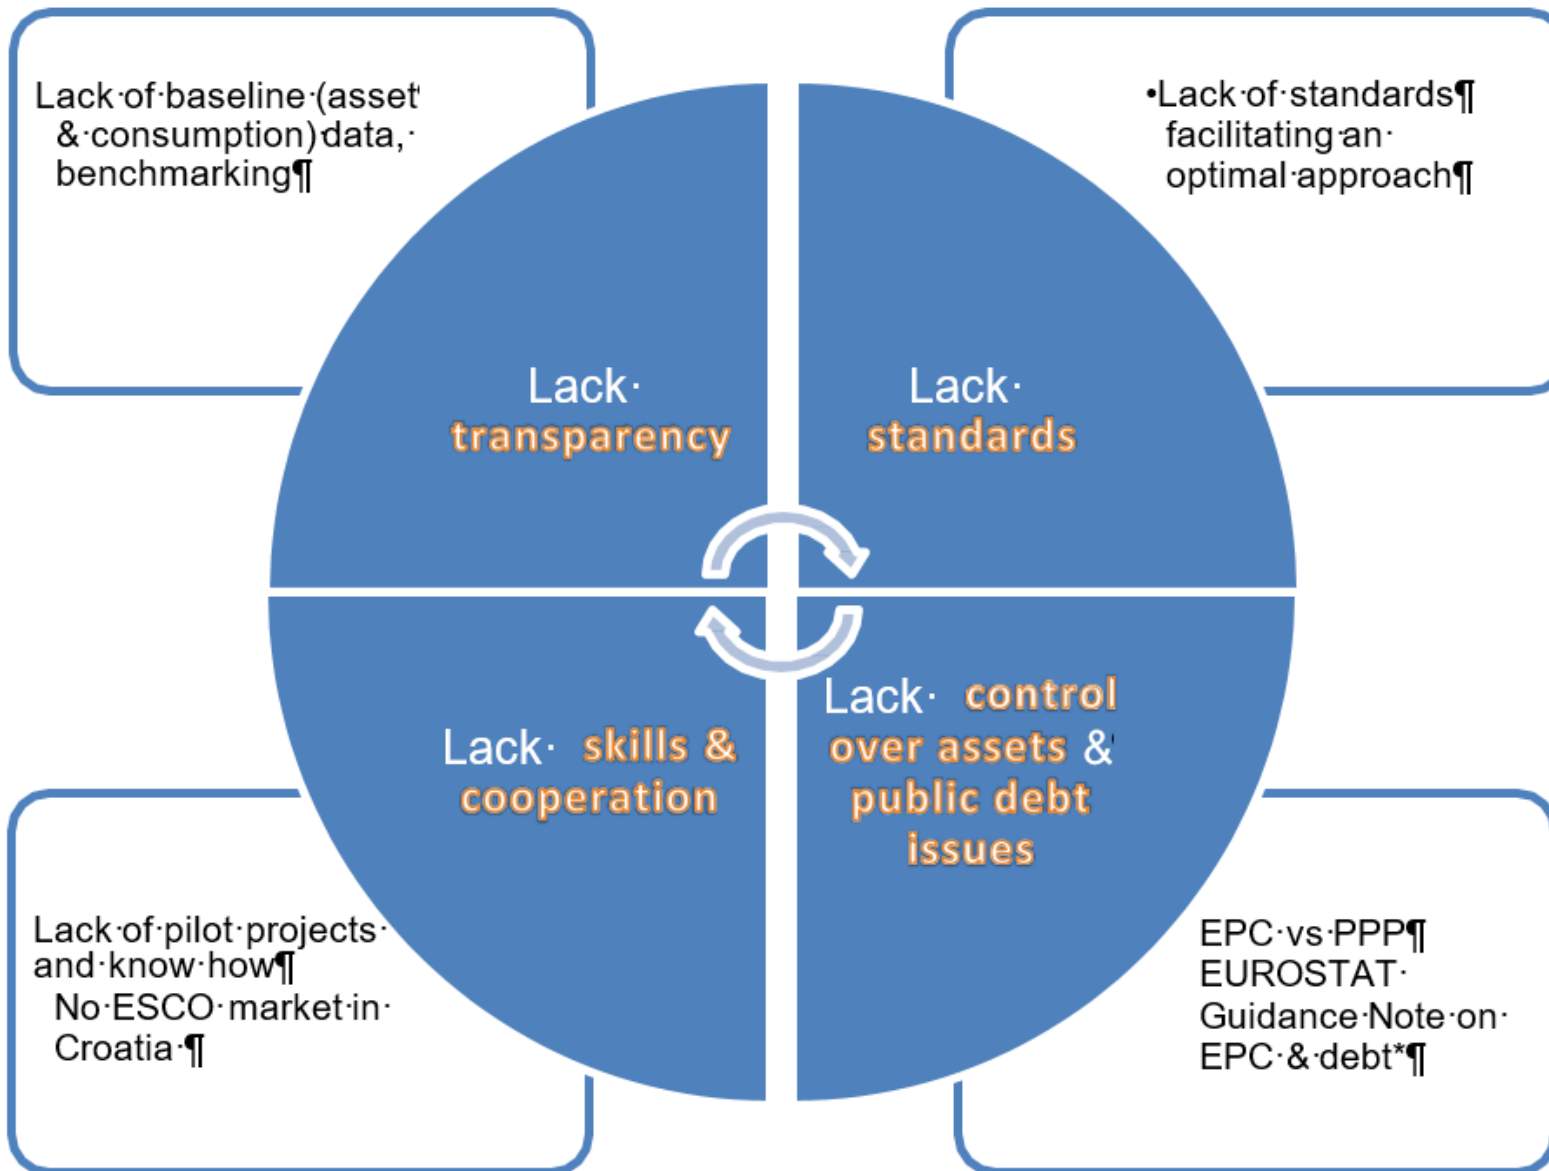 Lack·of·baseline·(asset·
&·consumption)·data,·
benchmarking¶
•Lack·of·standards¶
facilitating·an·
optimal·approach¶
Lack·
transparency
Lack·
standards
Lack· skills &
cooperation
Lack· control
over assets &
public debt
issues
Lack·of·pilot·projects·
and·know·how¶
No·ESCO·market·in·
Croatia·¶
EPC·vs·PPP¶
EUROSTAT·
Guidance·Note·on·
EPC·&·debt*¶